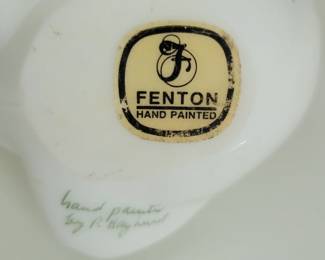 F
FENTON
HAND PAINTED
hand painted
by R